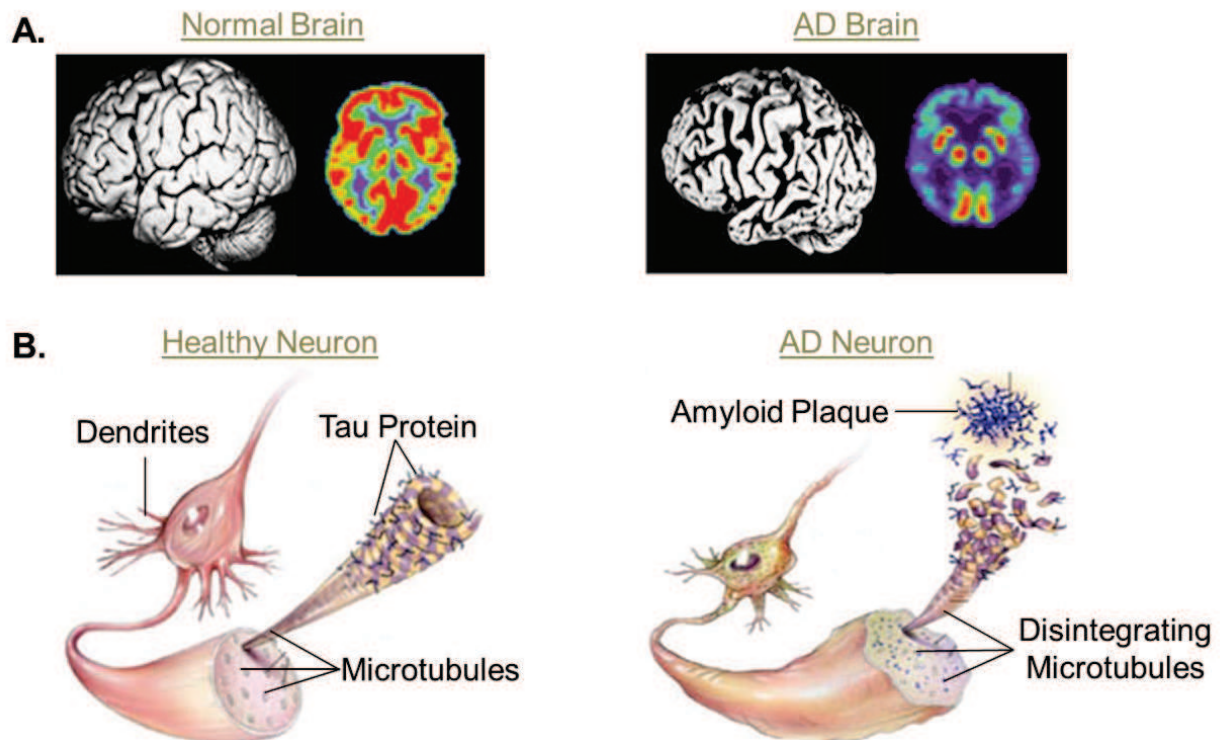 A.
Normal Brain
AD Brain
B.
Healthy Neuron
AD Neuron
Dendrites
Tau Protein
Amyloid Plaque
Microtubules
Disintegrating
Microtubules